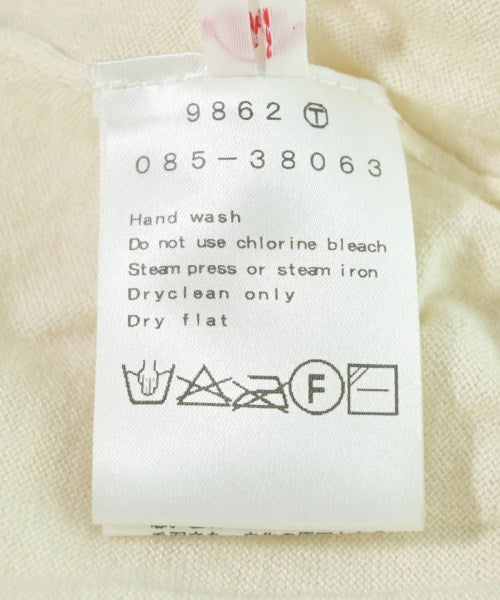 9862 Ⓣ
085-38063
Hand wash
Do not use chlorine bleach
Steam press or steam iron
Dryclean only
Dry flat
F